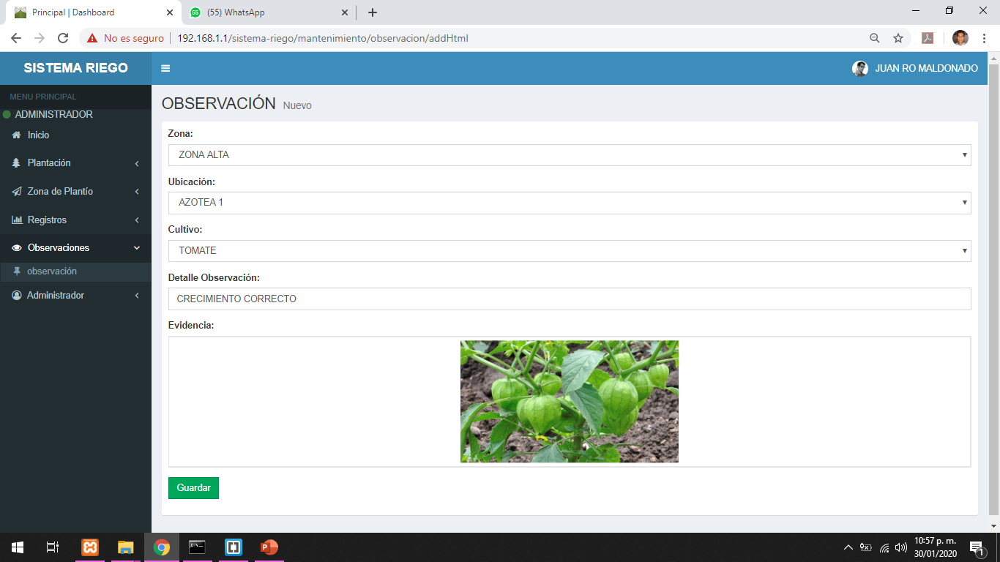 Principal | Dashboard
(55) WhatsApp
No es seguro
192.168.1.1/sistema-riego/mantenimiento/observacion/addHtml
SISTEMA RIEGO
JUAN RO MALDONADO
MENU PRINCIPAL
ADMINISTRADOR
Inicio
Plantación
Zona de Plantío
Registros
Observaciones
observación
Administrador
OBSERVACIÓN Nuevo
Zona:
ZONA ALTA
Ubicación:
AZOTEA 1
Cultivo:
TOMATE
Detalle Observación:
CRECIMIENTO CORRECTO
Evidencia:
Guardar
10:57 p. m.
30/01/2020
1